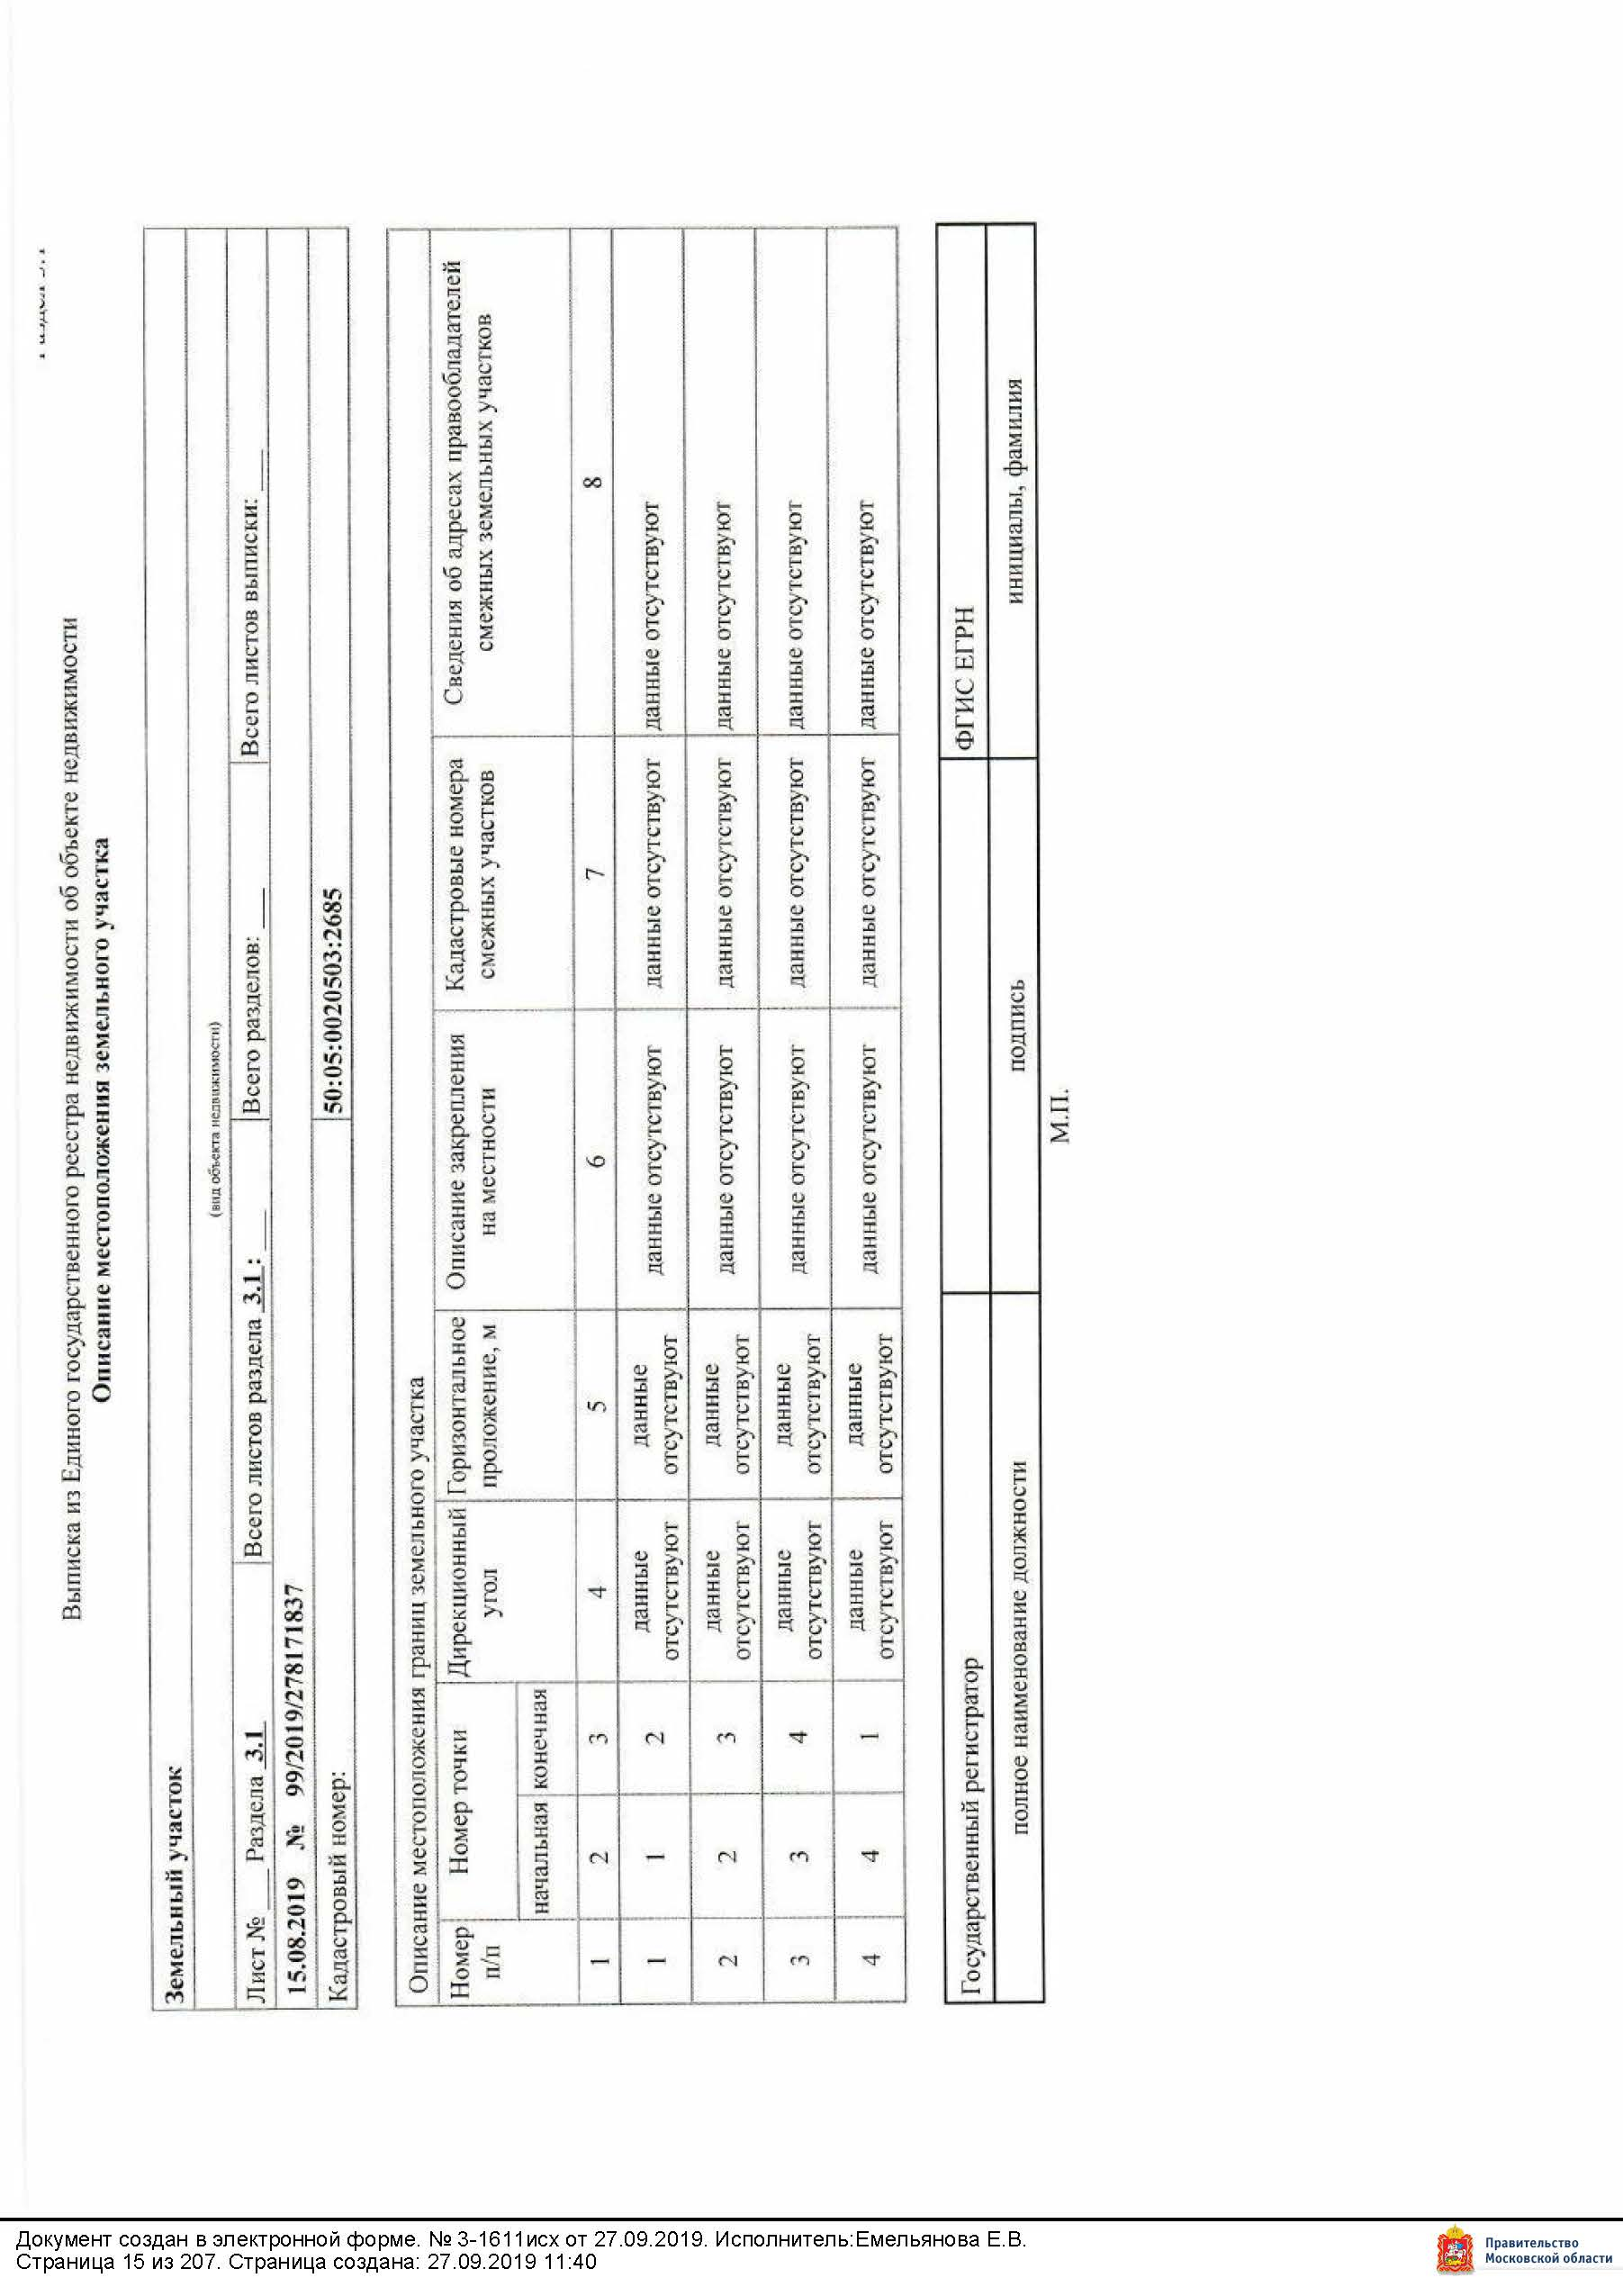 Выписка из Единого государственного реестра недвижимости об объекте недвижимости
Описание местоположения земельного участка
Земельный участок
(вид объекта недвижимости)
Лист № ___ Раздела 3.1 Всего листов раздела 3.1 : ___ Всего разделов: ___ Всего листов выписки: ___
15.08.2019 № 99/2019/278171837
Кадастровый номер: 50:05:0020503:2685
Описание местоположения границ земельного участка
Номер п/п Номер точки Дирекционный угол Горизонтальное проложение, м Описание закрепления на местности Кадастровые номера смежных участков Сведения об адресах правообладателей смежных земельных участков
начальная конечная
1 2 3 4 5 6 7 8
1 1 2 данные отсутствуют данные отсутствуют данные отсутствуют данные отсутствуют данные отсутствуют
2 2 3 данные отсутствуют данные отсутствуют данные отсутствуют данные отсутствуют данные отсутствуют
3 3 4 данные отсутствуют данные отсутствуют данные отсутствуют данные отсутствуют данные отсутствуют
4 4 1 данные отсутствуют данные отсутствуют данные отсутствуют данные отсутствуют данные отсутствуют
Государственный регистратор ФГИС ЕГРН
полное наименование должности подпись инициалы, фамилия
М.П.
Документ создан в электронной форме. № 3-1611исх от 27.09.2019. Исполнитель:Емельянова Е.В.
Страница 15 из 207. Страница создана: 27.09.2019 11:40
Правительство
Московской области